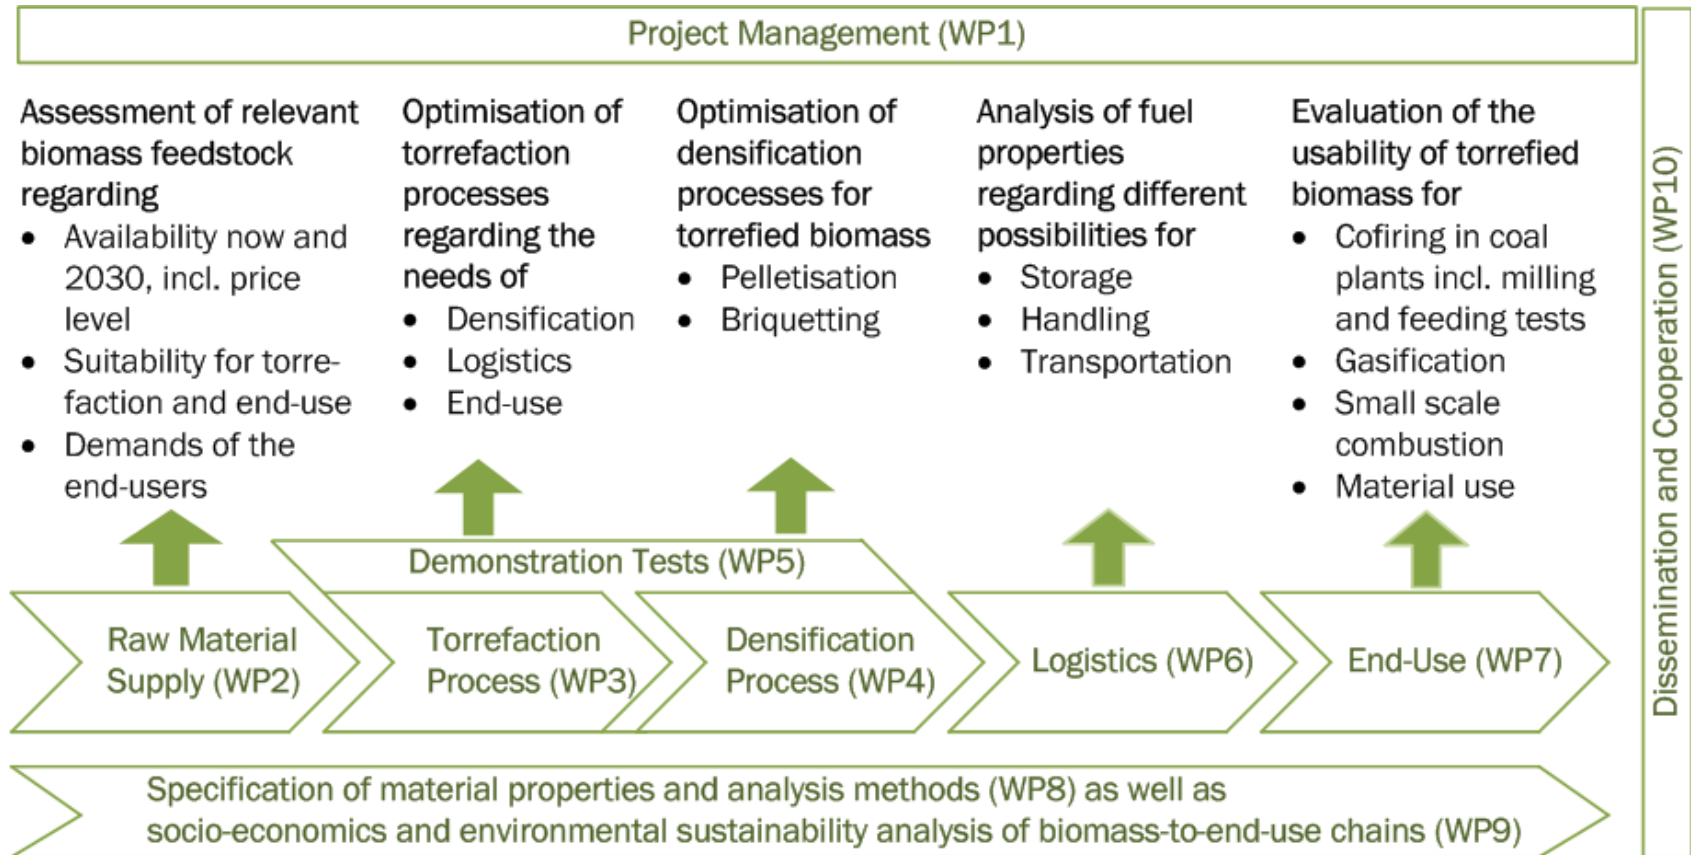 Project Management (WP1)
Assessment of relevant
biomass feedstock
regarding
• Availability now and
2030, incl. price
level
• Suitability for torre-
faction and end-use
• Demands of the
end-users
Optimisation of
torrefaction
processes
regarding the
needs of
• Densification
• Logistics
• End-use
Optimisation of
densification
processes for
torrefied biomass
• Pelletisation
• Briquetting
Analysis of fuel
properties
regarding different
possibilities for
• Storage
• Handling
• Transportation
Evaluation of the
usability of torrefied
biomass for
• Cofiring in coal
plants incl. milling
and feeding tests
• Gasification
• Small scale
combustion
• Material use
Demonstration Tests (WP5)
Raw Material
Supply (WP2)
Torrefaction
Process (WP3)
Densification
Process (WP4)
Logistics (WP6)
End-Use (WP7)
Specification of material properties and analysis methods (WP8) as well as
socio-economics and environmental sustainability analysis of biomass-to-end-use chains (WP9)
Dissemination and Cooperation (WP10)